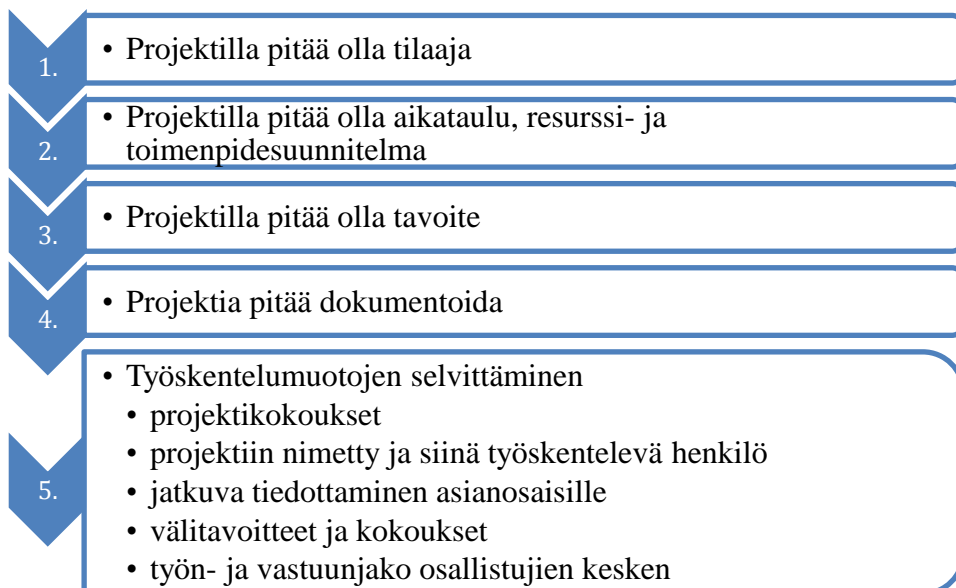 1.
• Projektilla pitää olla tilaaja
2.
• Projektilla pitää olla aikataulu, resurssi- ja
toimenpidesuunnitelma
3.
• Projektilla pitää olla tavoite
4.
• Projektia pitää dokumentoida
5.
• Työskentelumuotojen selvittäminen
• projektikokoukset
• projektiin nimetty ja siinä työskentelevä henkilö
• jatkuva tiedottaminen asianosaisille
• välitavoitteet ja kokoukset
• työn- ja vastuunjako osallistujien kesken